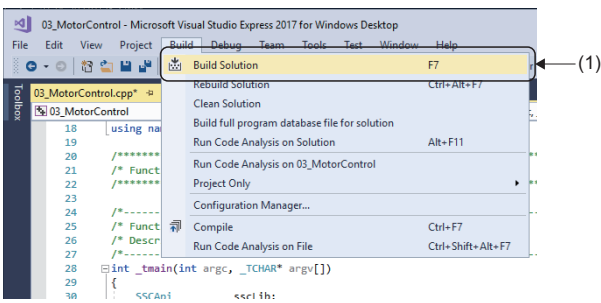 03_MotorControl - Microsoft Visual Studio Express 2017 for Windows Desktop
File Edit View Project Build Debug Team Tools Test Window Help
Build Solution F7
(1)
Rebuild Solution Ctrl+Alt+F7
Clean Solution
Build full program database file for solution
Run Code Analysis on Solution Alt+F11
Run Code Analysis on 03_MotorControl
Project Only
Configuration Manager...
Compile Ctrl+F7
Run Code Analysis on File Ctrl+Shift+Alt+F7
Toolbox
03_MotorControl.cpp*
03_MotorControl
18 using
19
20 /*******
21 /* Funct
22 /*******
23
24 /*------
25 /* Funct
26 /* Descr
27 /*------
28 int _tmain(int argc, _TCHAR* argv[])
29 {
30 SSCApi sscLib;